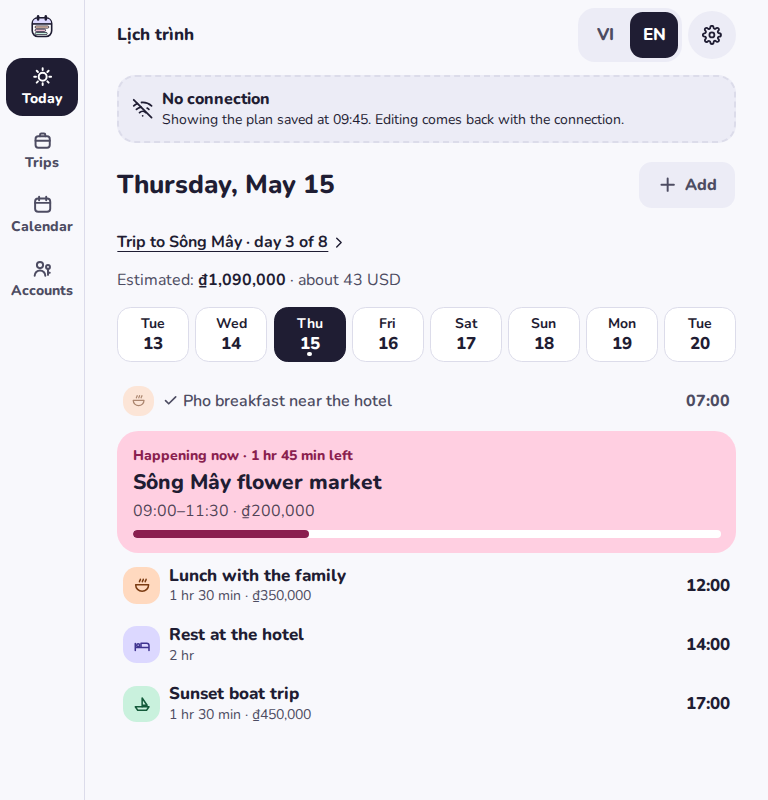 Lịch trình
VI
EN
Today
Trips
Calendar
Accounts
No connection
Showing the plan saved at 09:45. Editing comes back with the connection.
Thursday, May 15
Add
Trip to Sông Mây · day 3 of 8
Estimated: ₫1,090,000 · about 43 USD
Tue
13
Wed
14
Thu
15
Fri
16
Sat
17
Sun
18
Mon
19
Tue
20
Pho breakfast near the hotel
07:00
Happening now · 1 hr 45 min left
Sông Mây flower market
09:00–11:30 · ₫200,000
Lunch with the family
1 hr 30 min · ₫350,000
12:00
Rest at the hotel
2 hr
14:00
Sunset boat trip
1 hr 30 min · ₫450,000
17:00